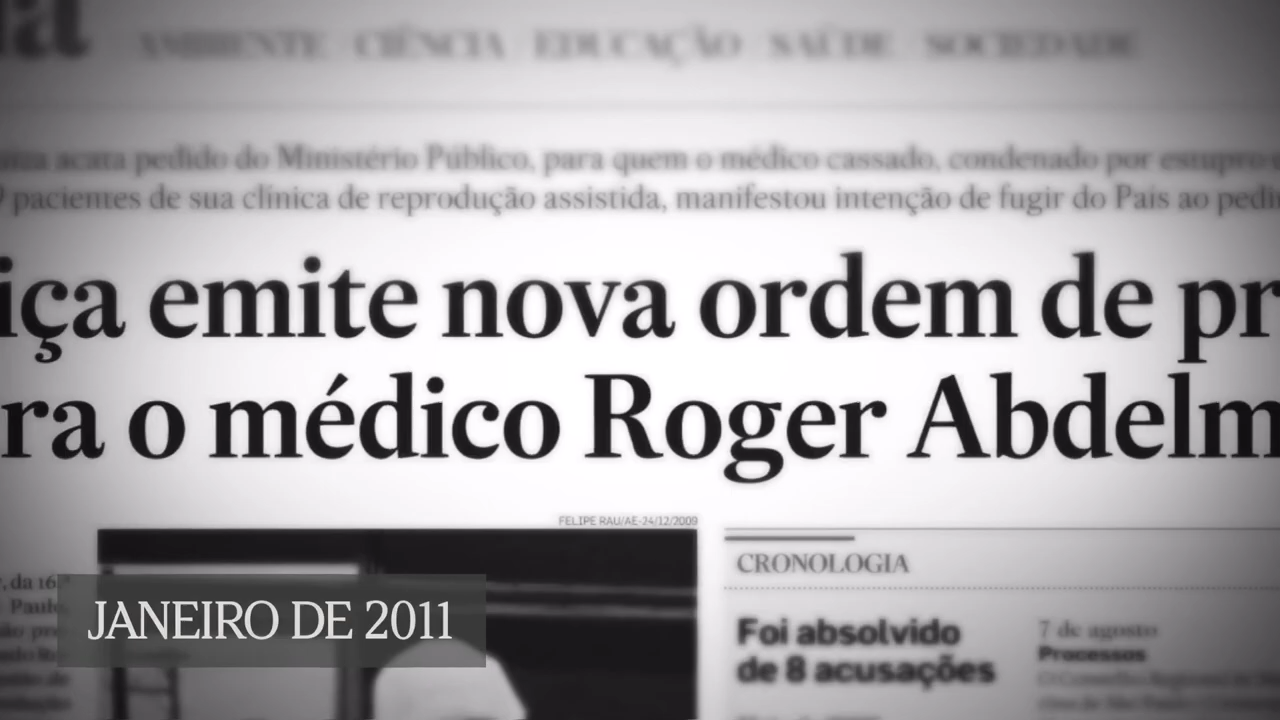 AMBIENTE CIÊNCIA EDUCAÇÃO SAÚDE SOCIEDADE
acata pedido do Ministério Público, para quem o médico cassado, condenado por estupro
pacientes de sua clínica de reprodução assistida, manifestou intenção de fugir do País ao
iça emite nova ordem de pr
ra o médico Roger Abdelm
FELIPE RAU/AE-24/12/2009
CRONOLOGIA
, da 16ª
Paulo
JANEIRO DE 2011
Foi absolvido
de 8 acusações
7 de agosto
Processos